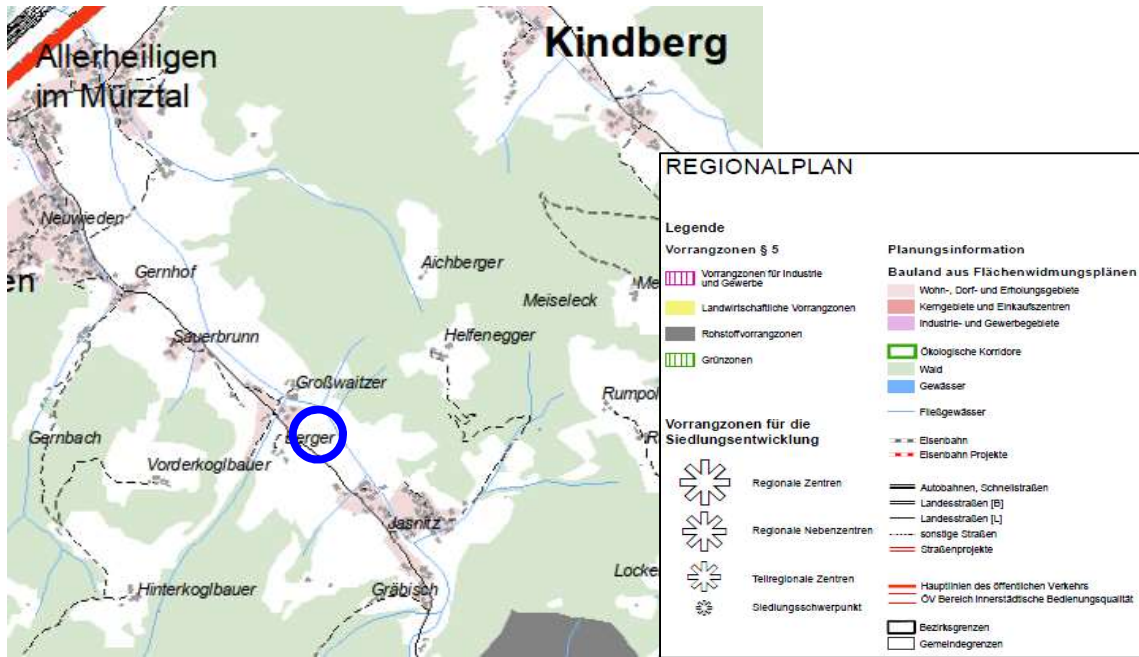 Kindberg
Allerheiligen
im Mürztal
Neuwieden
en
Gernhof
Aichberger
Meiseleck
Me
Sauerbrunn
Helfenegger
Großwaitzer
Rumpol
Gernbach
Berger
R
Vorderkoglbauer
Jasnitz
Hinterkoglbauer
Gräbisch
Locke
REGIONALPLAN
Legende
Vorrangzonen § 5
Vorrangzonen für Industrie
und Gewerbe
Landwirtschaftliche Vorrangzonen
Rohstoffvorrangzonen
Grünzonen
Vorrangzonen für die
Siedlungsentwicklung
Regionale Zentren
Regionale Nebenzentren
Teilregionale Zentren
Siedlungsschwerpunkt
Planungsinformation
Bauland aus Flächenwidmungsplänen
Wohn-, Dorf- und Erholungsgebiete
Kerngebiete und Einkaufszentren
Industrie- und Gewerbegebiete
Ökologische Korridore
Wald
Gewässer
Fließgewässer
Eisenbahn
Eisenbahn Projekte
Autobahnen, Schnellstraßen
Landesstraßen [B]
Landesstraßen [L]
sonstige Straßen
Straßenprojekte
Hauptlinien des öffentlichen Verkehrs
ÖV Bereich innerstädtische Bedienungsqualität
Bezirksgrenzen
Gemeindegrenzen